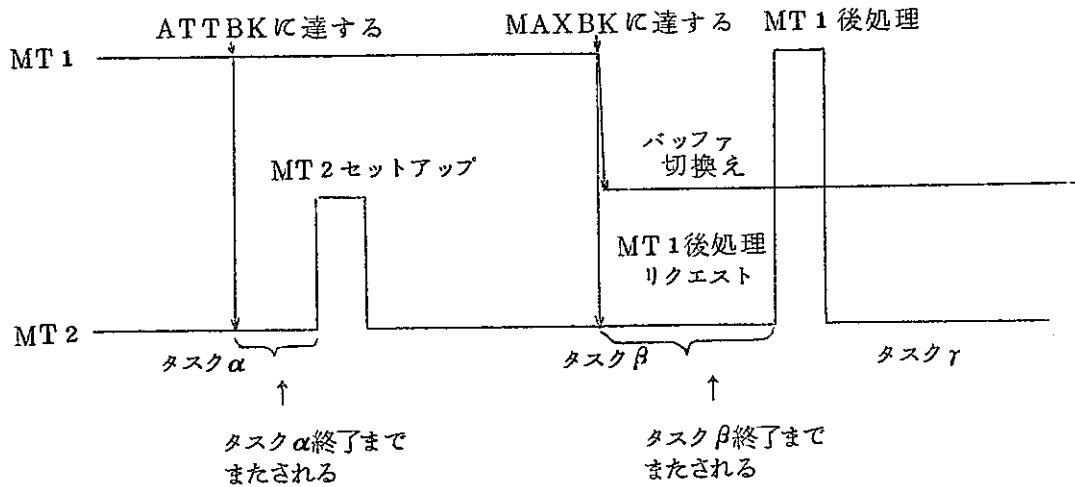 ATTBKに達する
MAXBKに達する
MT1後処理
MT1
バッファ
切換え
MT2セットアップ
MT1後処理
リクエスト
MT2
タスクα
タスクβ
タスクγ
↑
↑
タスクα終了まで
またされる
タスクβ終了まで
またされる